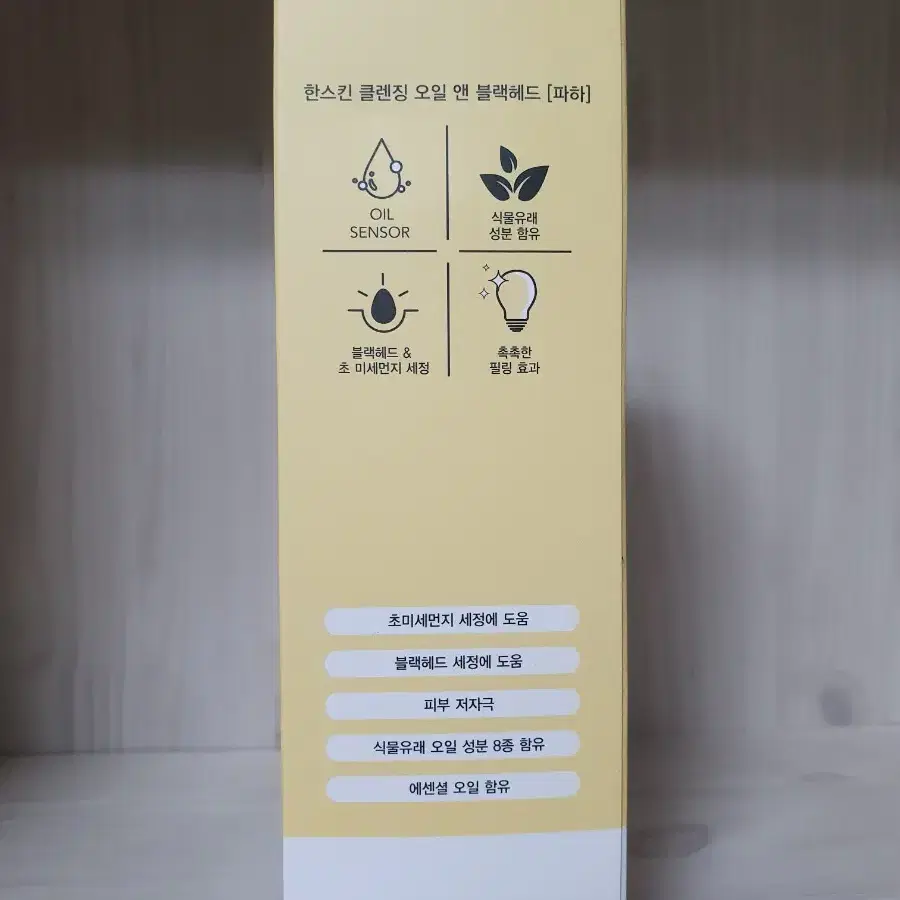 한스킨 클렌징 오일 앤 블랙헤드 [파하]
OIL
SENSOR
식물유래
성분 함유
블랙헤드 &
초 미세먼지 세정
촉촉한
필링 효과
초미세먼지 세정에 도움
블랙헤드 세정에 도움
피부 저자극
식물유래 오일 성분 8종 함유
에센셜 오일 함유